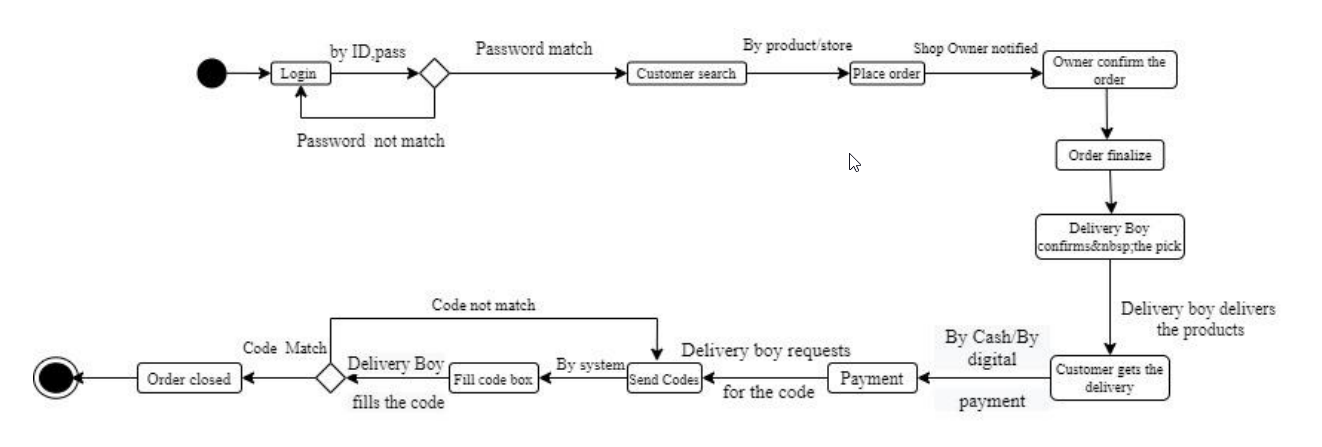 by ID,pass
Password match
By product/store
Shop Owner notified
Login
Customer search
Place order
Owner confirm the
order
Password  not match
Order finalize
Delivery Boy
confirms&nbsp;the pick
Delivery boy delivers
the products
Code not match
Code  Match
Delivery Boy
fills the code
By system
Delivery boy requests
for the code
By Cash/By
digital
payment
Order closed
Fill code box
Send Codes
Payment
Customer gets the
delivery